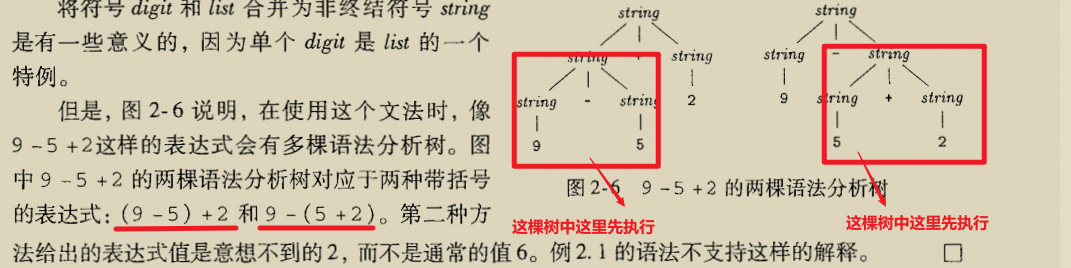 将符号 digit 和 list 合并为非终结符号 string
是有一些意义的，因为单个 digit 是 list 的一个
特例。
但是，图 2-6 说明，在使用这个文法时，像
9 - 5 + 2这样的表达式会有多棵语法分析树。图
中 9 - 5 + 2 的两棵语法分析树对应于两种带括号
的表达式：(9 - 5) + 2 和 9 - (5 + 2)。第二种方
法给出的表达式值是意想不到的 2，而不是通常的值 6。例 2.1 的语法不支持这样的解释。
string
string + string
string - string 2
9 5
string
string - string
9 string + string
5 2
图 2-6 9 - 5 + 2 的两棵语法分析树
这棵树中这里先执行
这棵树中这里先执行